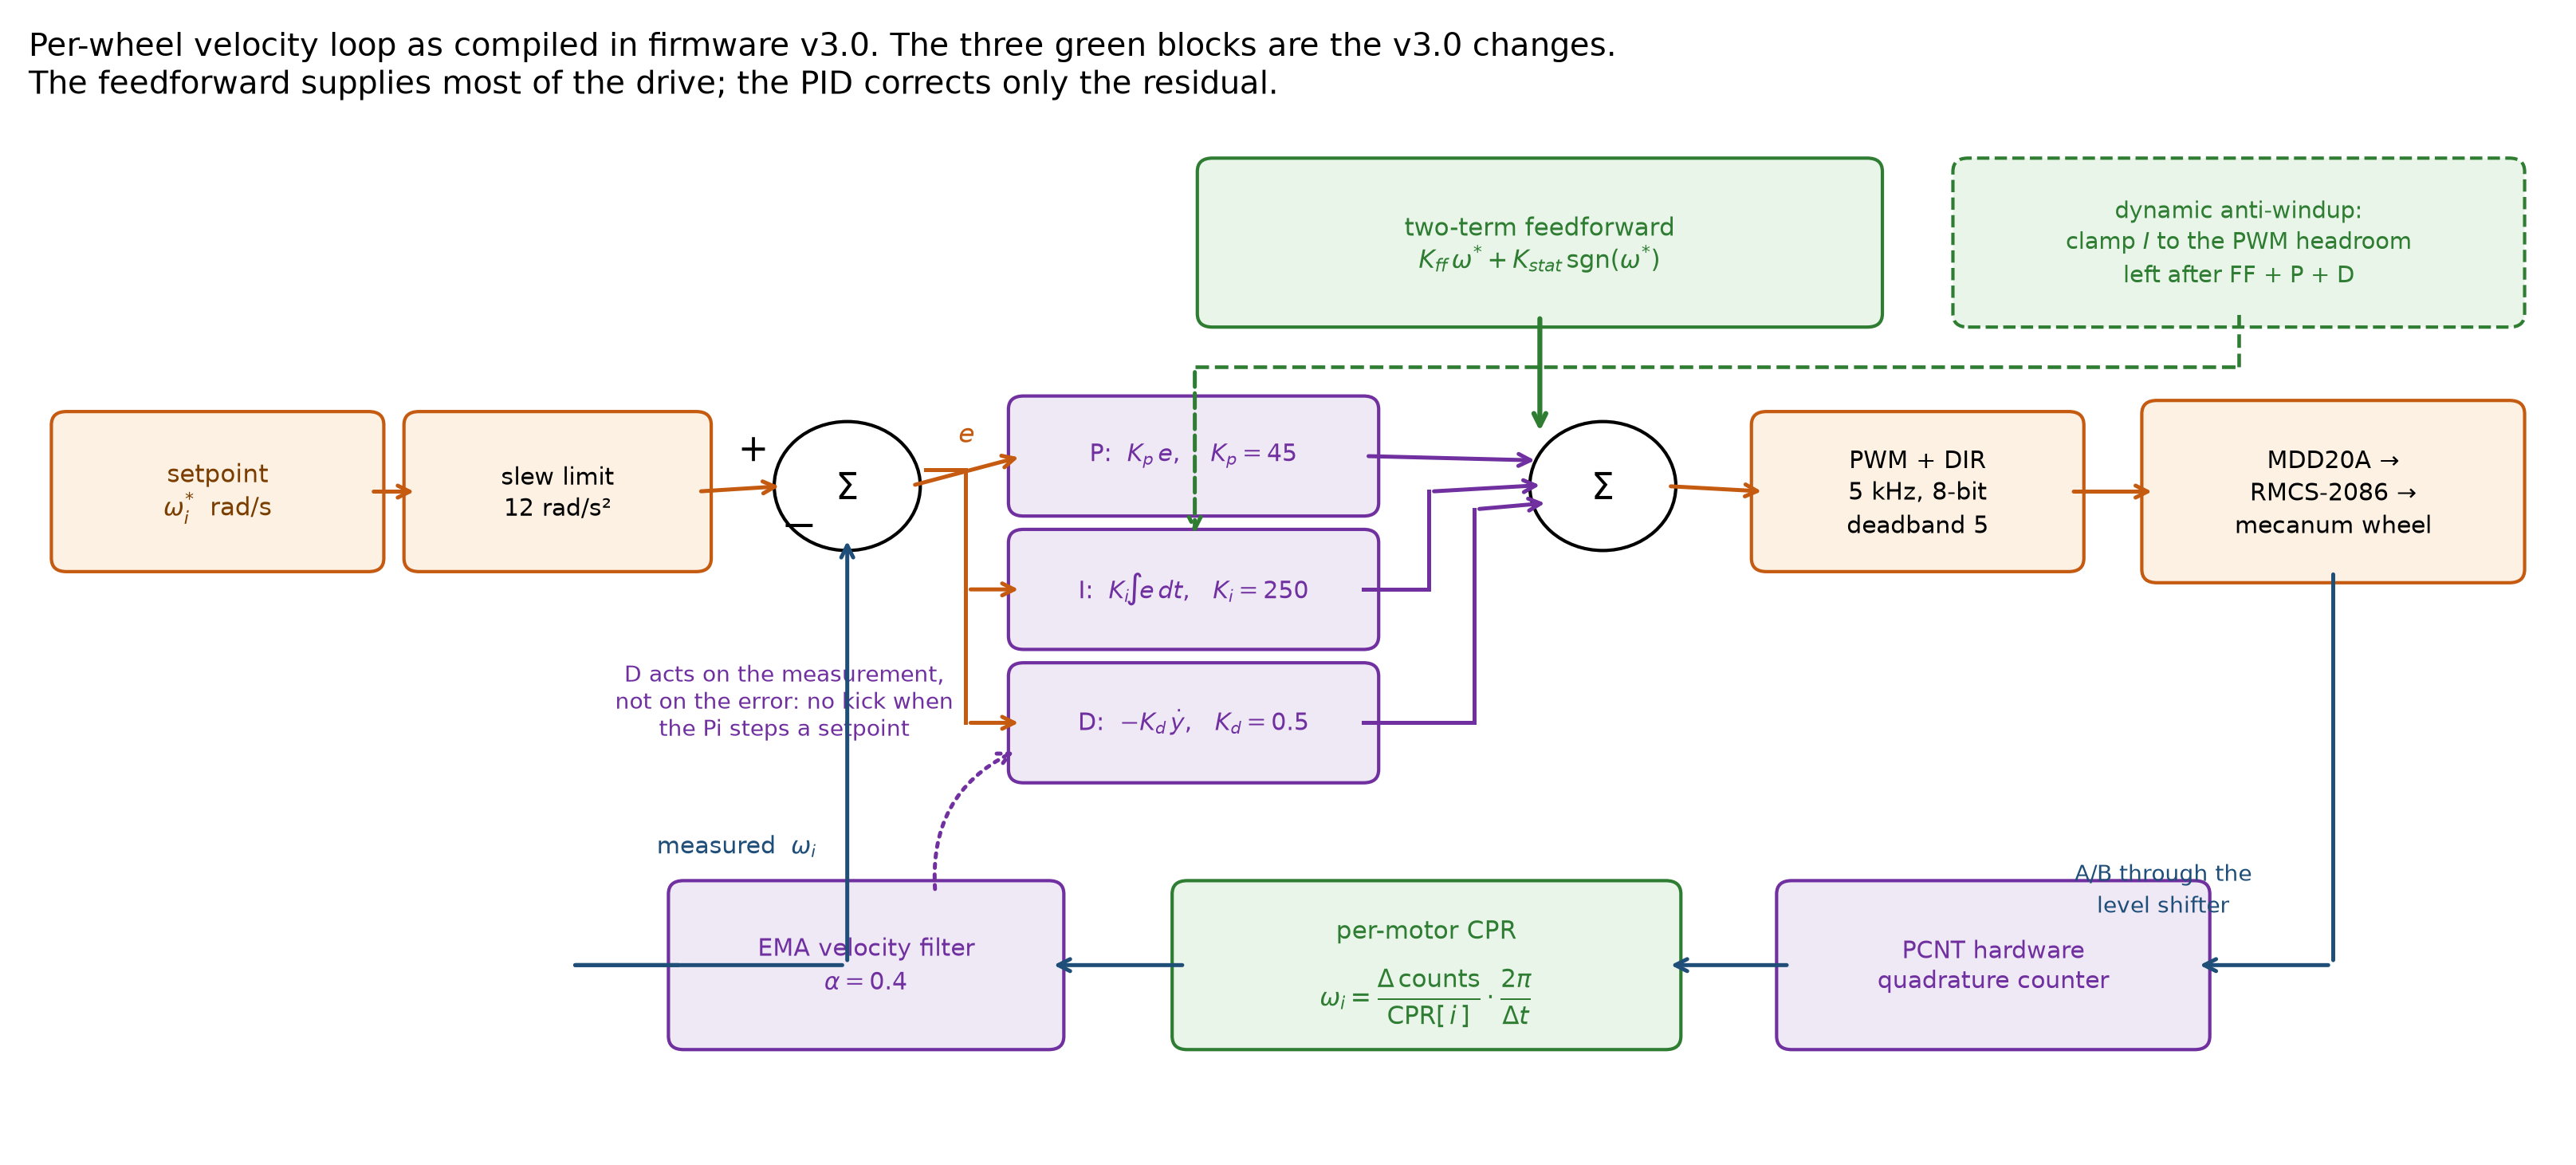 Per-wheel velocity loop as compiled in firmware v3.0. The three green blocks are the v3.0 changes.
The feedforward supplies most of the drive; the PID corrects only the residual.
two-term feedforward
K_ff ω* + K_stat sgn(ω*)
dynamic anti-windup:
clamp I to the PWM headroom
left after FF + P + D
setpoint
ω_i* rad/s
slew limit
12 rad/s²
+
−
Σ
e
P: K_p e, K_p = 45
I: K_i ∫e dt, K_i = 250
D: −K_d ẏ, K_d = 0.5
Σ
PWM + DIR
5 kHz, 8-bit
deadband 5
MDD20A →
RMCS-2086 →
mecanum wheel
D acts on the measurement,
not on the error: no kick when
the Pi steps a setpoint
measured ω_i
EMA velocity filter
α = 0.4
per-motor CPR
ω_i = Δ counts / CPR[i] · 2π / Δt
A/B through the
level shifter
PCNT hardware
quadrature counter